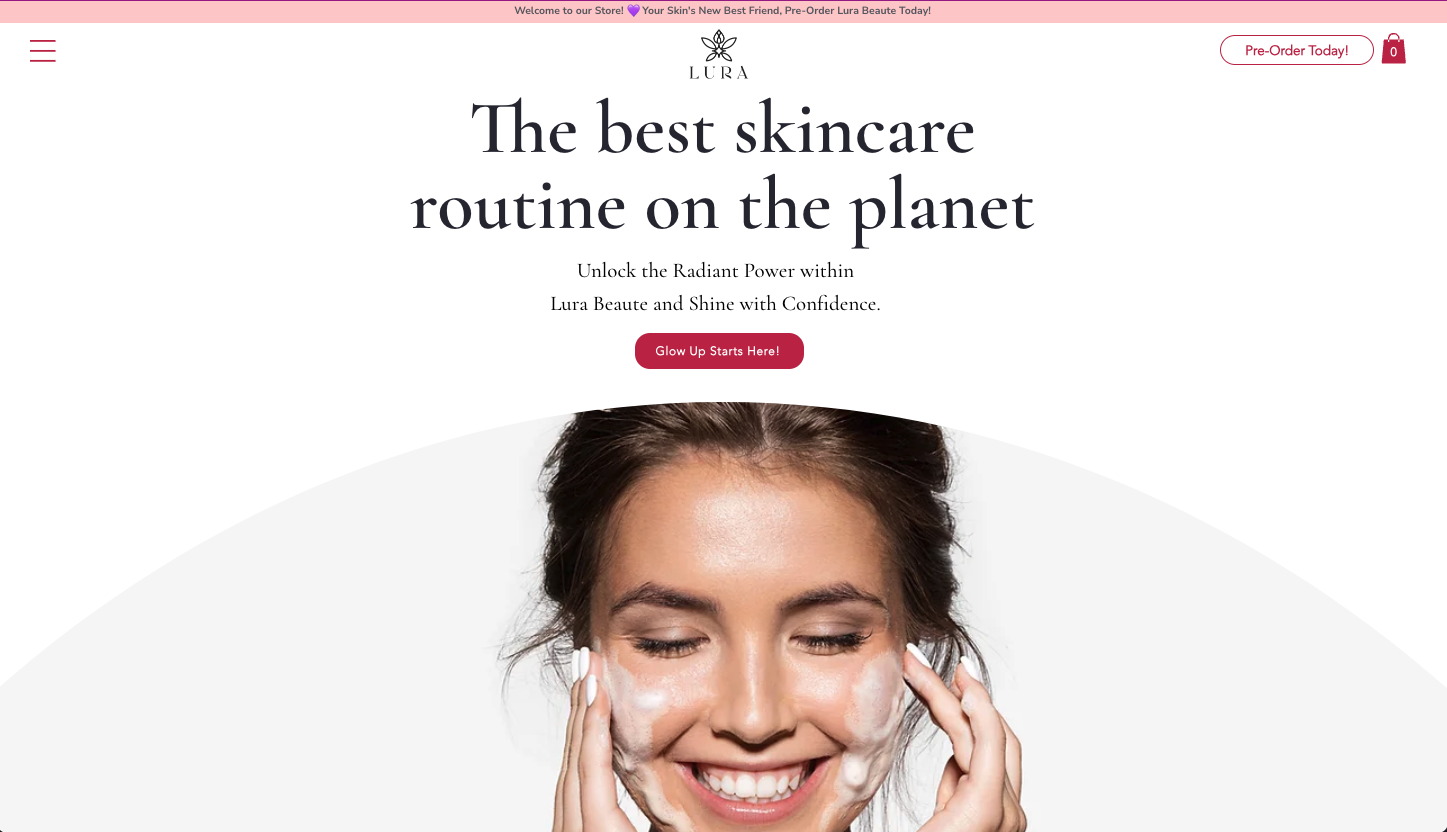 Welcome to our Store! 💜 Your Skin's New Best Friend, Pre-Order Lura Beaute Today!
LURA
Pre-Order Today!
0
The best skincare
routine on the planet
Unlock the Radiant Power within
Lura Beaute and Shine with Confidence.
Glow Up Starts Here!